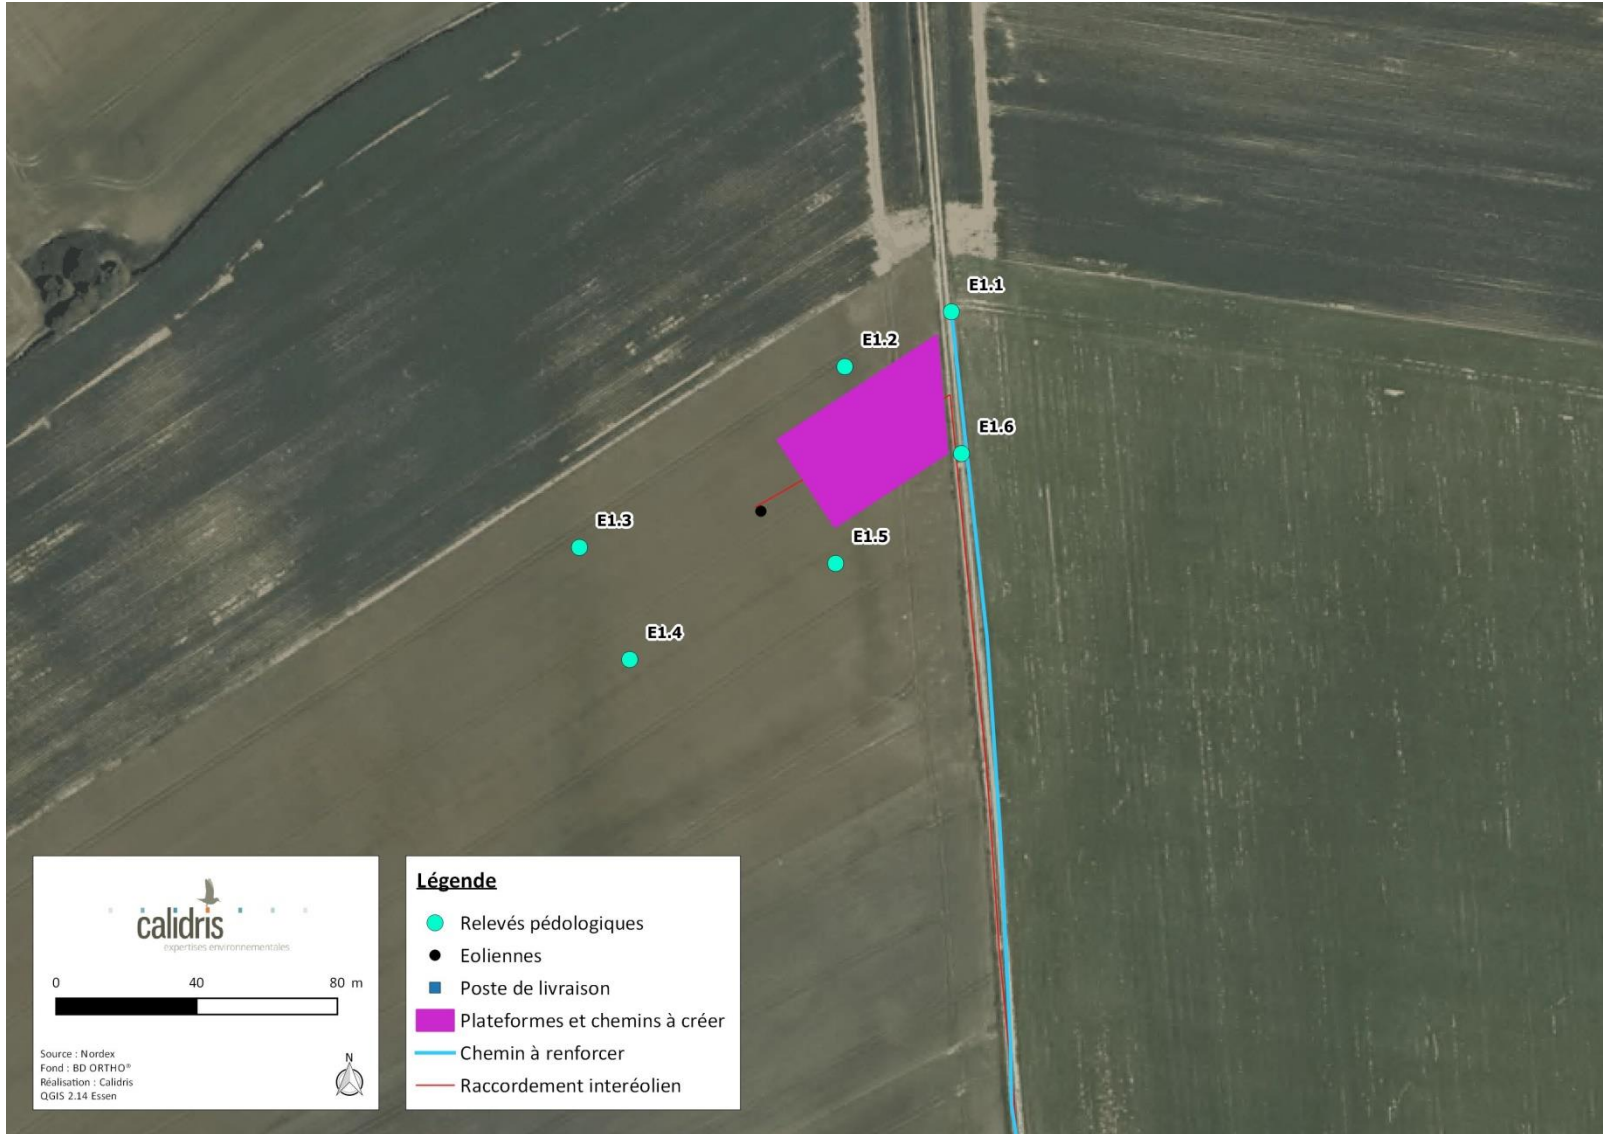 E1.1
E1.2
E1.6
E1.3
E1.5
E1.4
calidris
expertises environnementales
0 40 80 m
Source : Nordex
Fond : BD ORTHO®
Réalisation : Calidris
QGIS 2.14 Essen
N
Légende
Relevés pédologiques
Eoliennes
Poste de livraison
Plateformes et chemins à créer
Chemin à renforcer
Raccordement interéolien